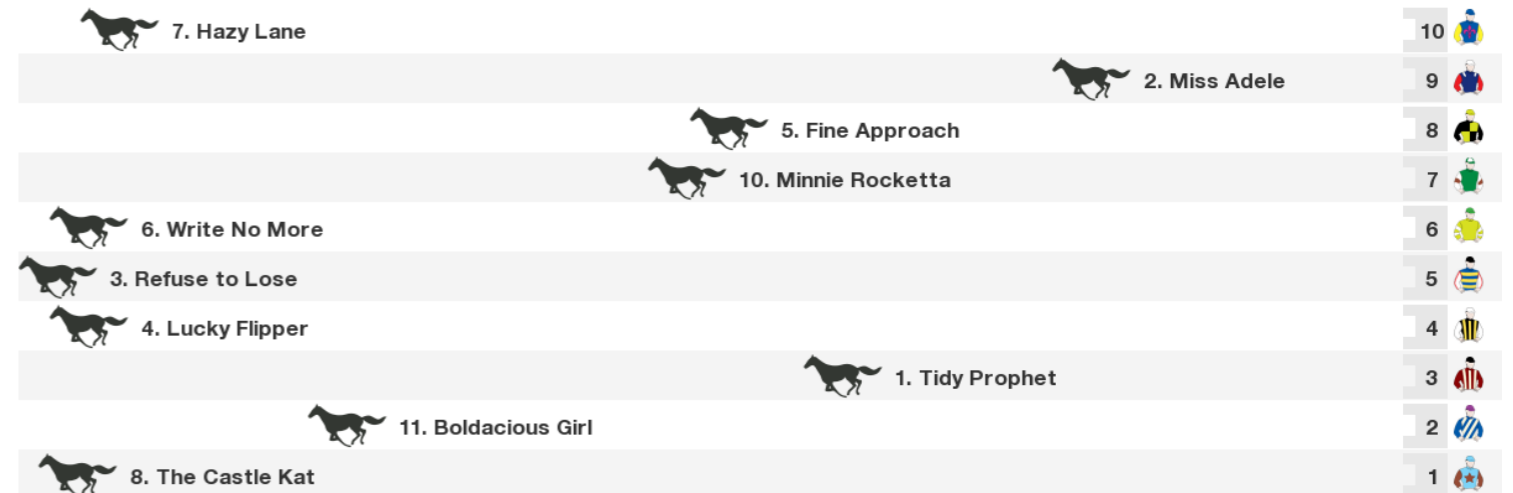 7. Hazy Lane 10
2. Miss Adele 9
5. Fine Approach 8
10. Minnie Rocketta 7
6. Write No More 6
3. Refuse to Lose 5
4. Lucky Flipper 4
1. Tidy Prophet 3
11. Boldacious Girl 2
8. The Castle Kat 1